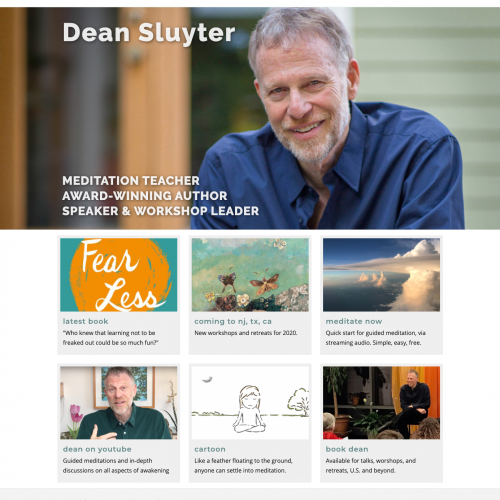 Dean Sluyter
MEDITATION TEACHER
AWARD-WINNING AUTHOR
SPEAKER & WORKSHOP LEADER
Fear
Less
latest book
"Who knew that learning not to
be freaked out could be so much fun?"
coming to nj, tx, ca
New workshops and retreats for 2020.
meditate now
Quick start for guided meditation, via
streaming audio. Simple, easy, free.
dean on youtube
Guided meditations and in-depth
discussions on all aspects of awakening
cartoon
Like a feather floating to the ground,
anyone can settle into meditation.
book dean
Available for talks, worshops, and
retreats, U.S. and beyond.